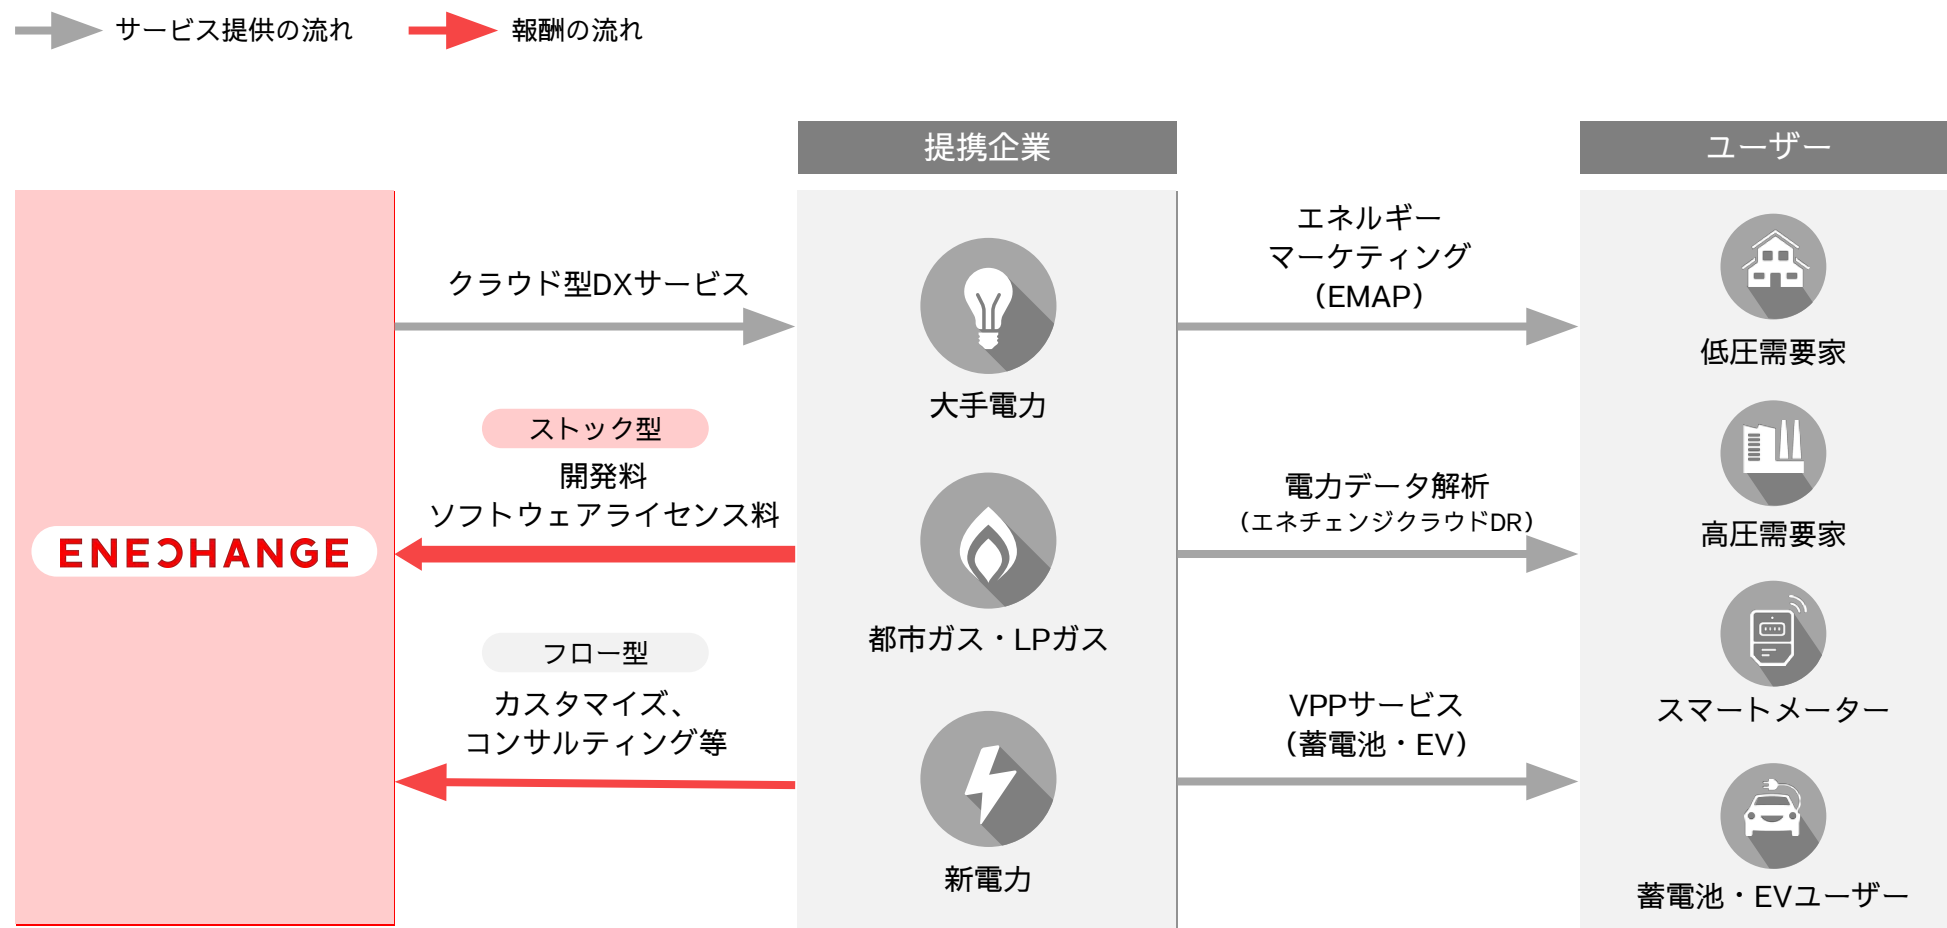 サービス提供の流れ
報酬の流れ
提携企業
ユーザー
ENECHANGE
クラウド型DXサービス
ストック型
開発料
ソフトウェアライセンス料
フロー型
カスタマイズ、
コンサルティング等
大手電力
都市ガス・LPガス
新電力
エネルギー
マーケティング
（EMAP）
電力データ解析
（エネチェンジクラウドDR）
VPPサービス
（蓄電池・EV）
低圧需要家
高圧需要家
スマートメーター
蓄電池・EVユーザー